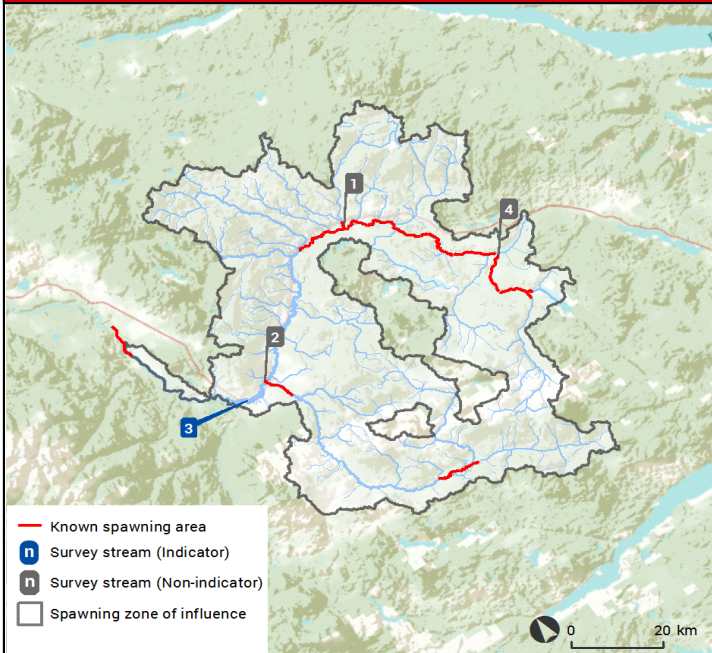 1
4
2
3
Known spawning area
n Survey stream (Indicator)
n Survey stream (Non-indicator)
Spawning zone of influence
0 20 km